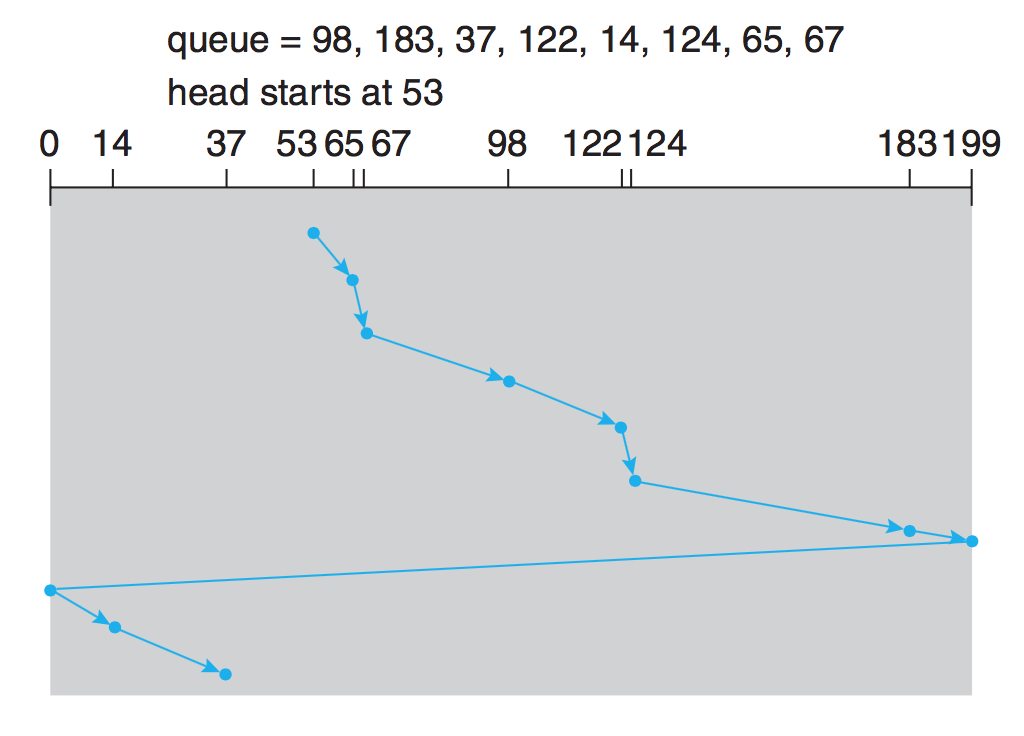 queue = 98, 183, 37, 122, 14, 124, 65, 67
head starts at 53
0 14 37 53 65 67 98 122 124 183 199